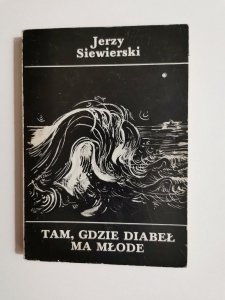 Jerzy
Siewierski
TAM, GDZIE DIABEŁ
MA MŁODE